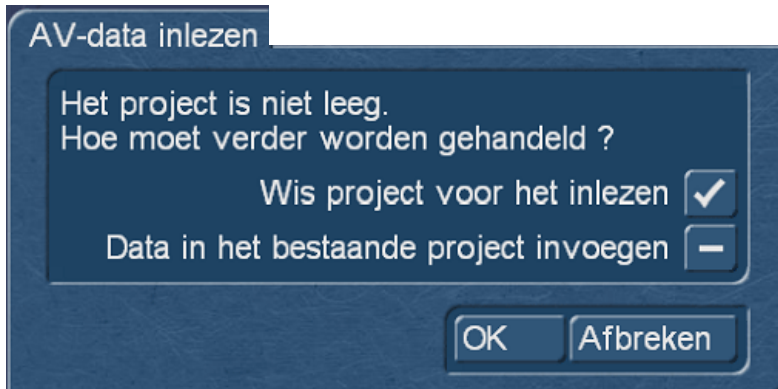 AV-data inlezen
Het project is niet leeg.
Hoe moet verder worden gehandeld ?
Wis project voor het inlezen
Data in het bestaande project invoegen
OK Afbreken